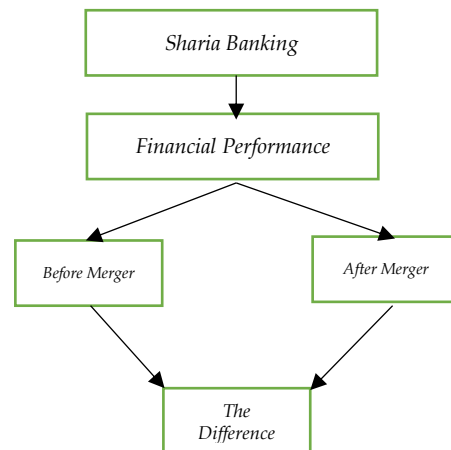 Sharia Banking
Financial Performance
Before Merger
After Merger
The
Difference